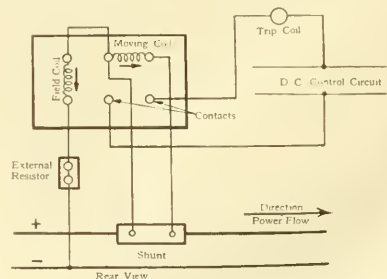 Moving Coil
Trip Coil
Field Coil
D C Control Circuit
Contacts
External
Resistor
Direction
Power Flow
+
Shunt
−
Rear View